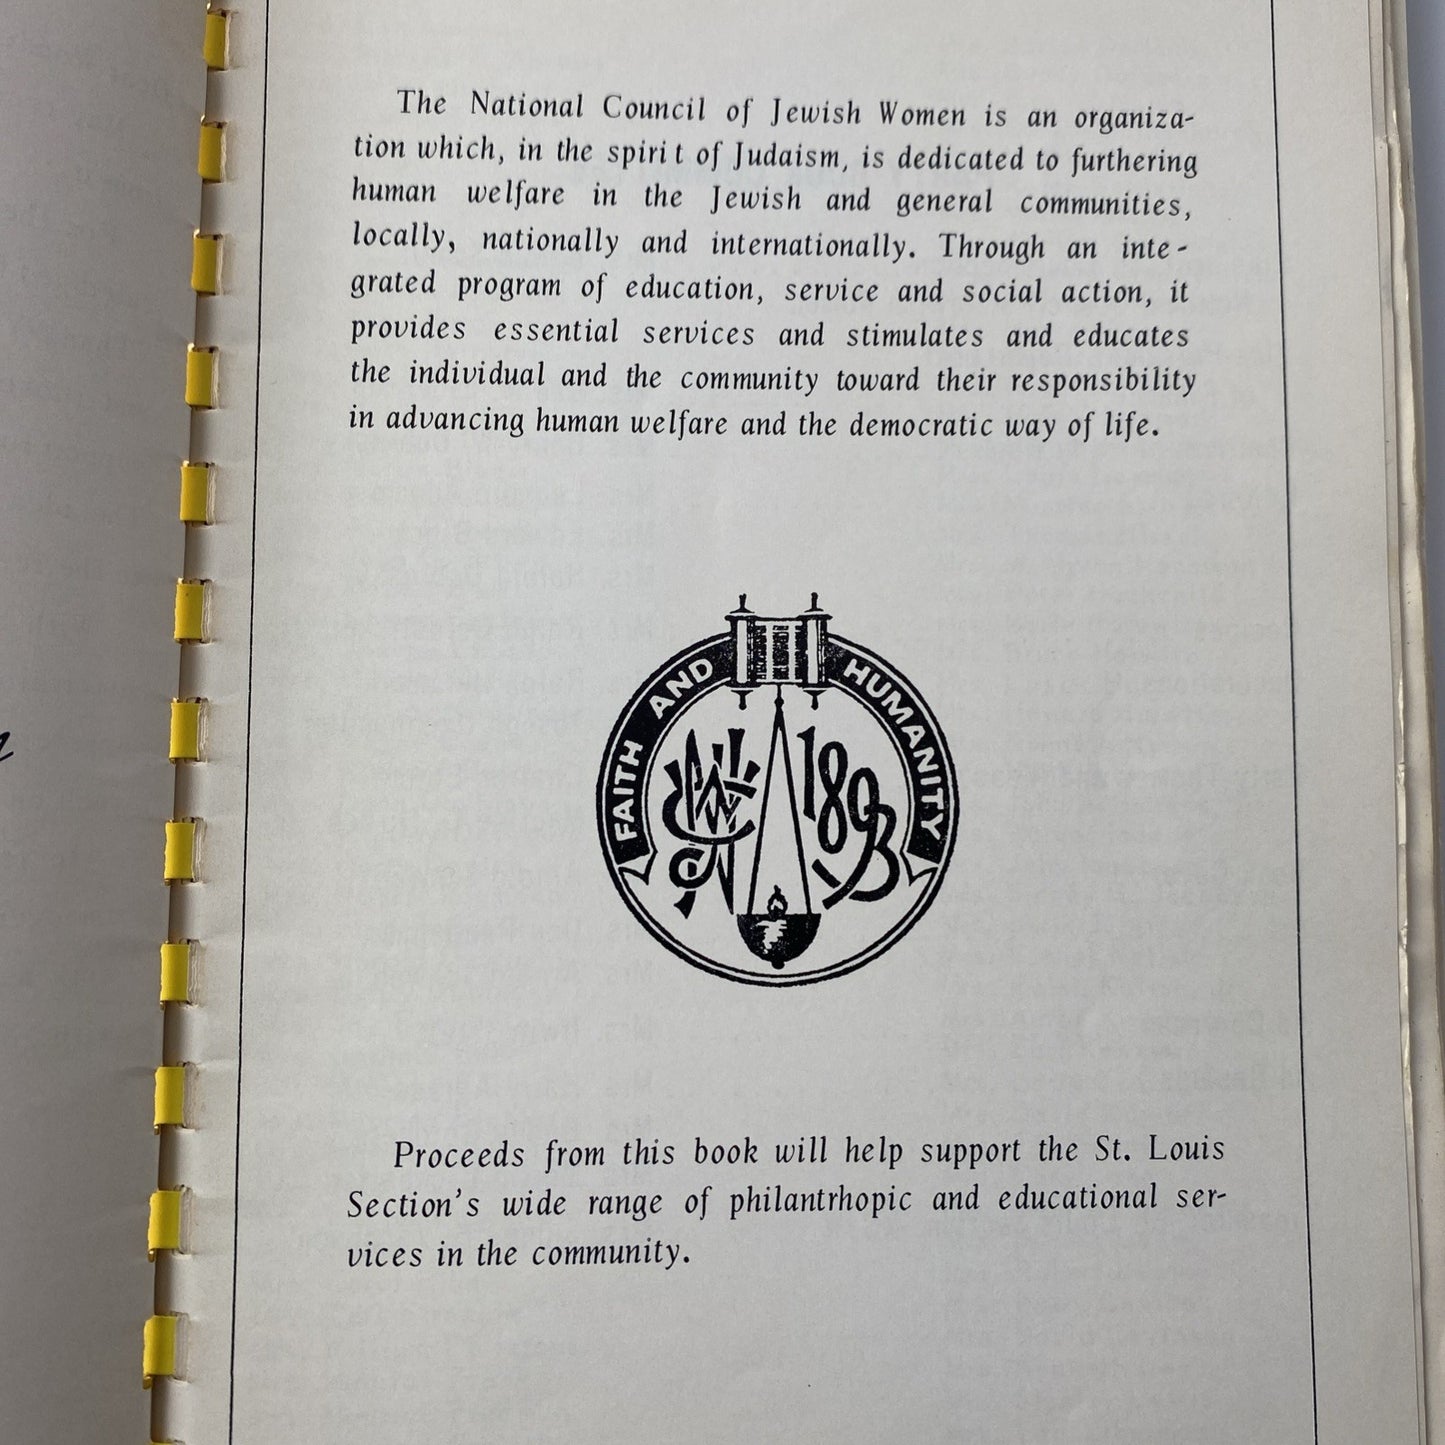 The National Council of Jewish Women is an organiza-
tion which, in the spirit of Judaism, is dedicated to furthering
human welfare in the Jewish and general communities,
locally, nationally and internationally. Through an inte-
grated program of education, service and social action, it
provides essential services and stimulates and educates
the individual and the community toward their responsibility
in advancing human welfare and the democratic way of life.
FAITH AND HUMANITY
NCJW
1893
Proceeds from this book will help support the St. Louis
Section's wide range of philantrhopic and educational ser-
vices in the community.